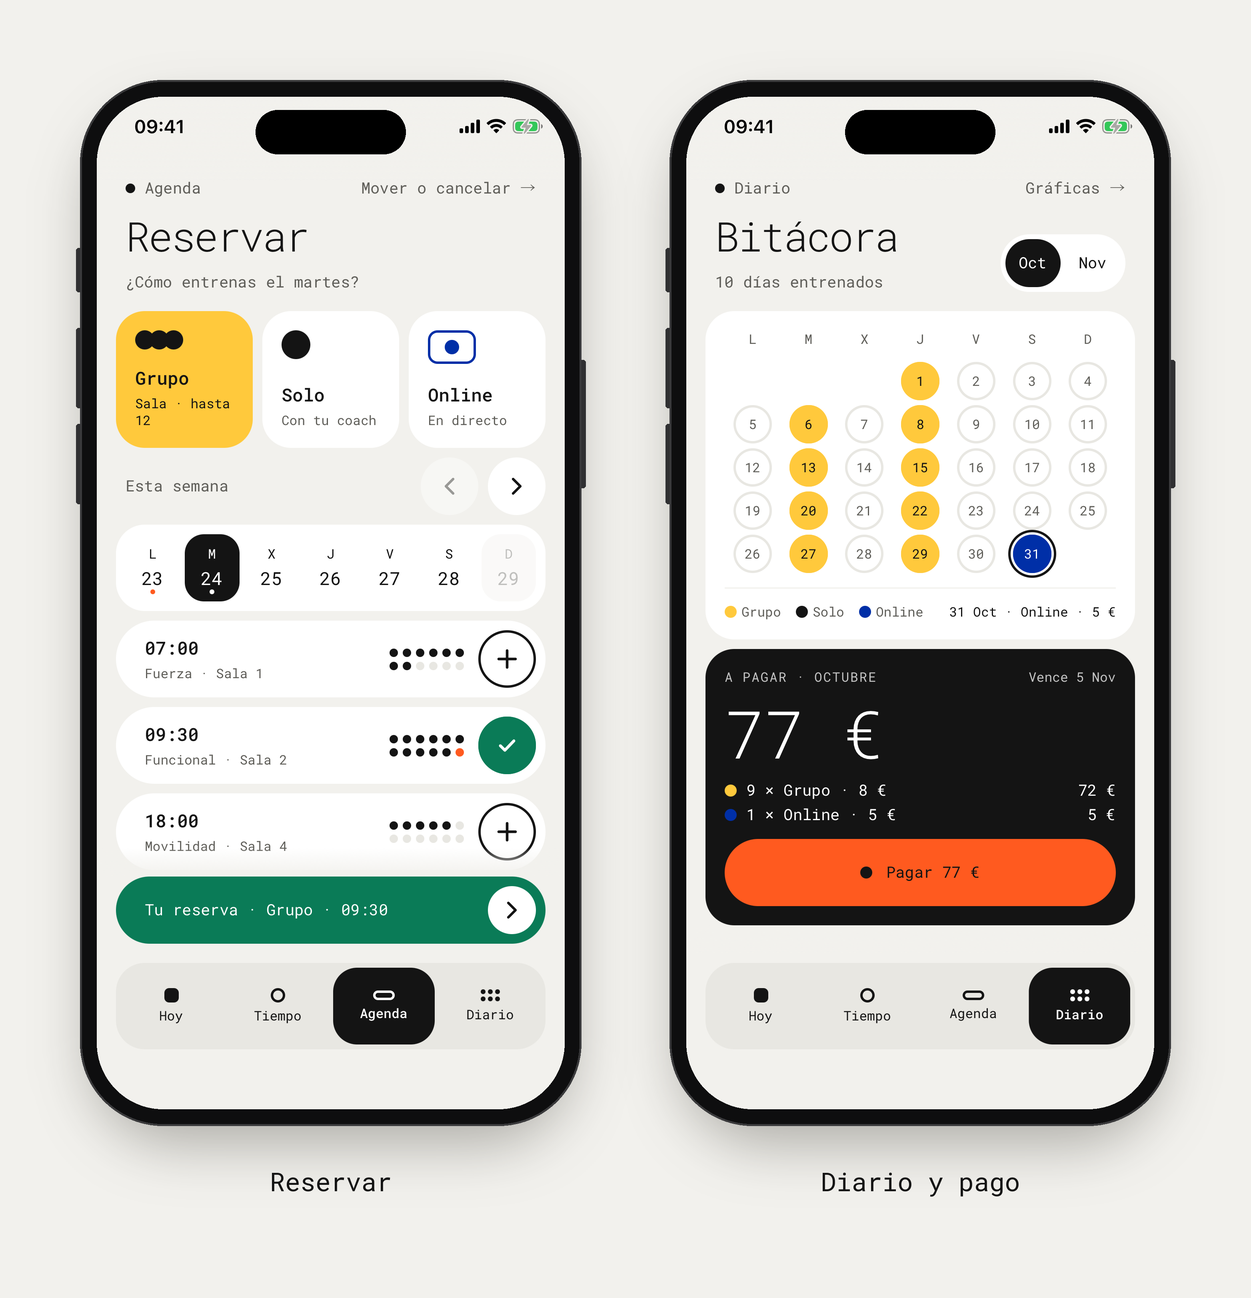 09:41
Agenda
Mover o cancelar →
Reservar
¿Cómo entrenas el martes?
Grupo
Sala · hasta
12
Solo
Con tu coach
Online
En directo
Esta semana
L M X J V S D
23 24 25 26 27 28 29
07:00
Fuerza · Sala 1
09:30
Funcional · Sala 2
18:00
Movilidad · Sala 4
Tu reserva · Grupo · 09:30
Hoy Tiempo Agenda Diario
Reservar
09:41
Diario
Gráficas →
Bitácora
10 días entrenados
Oct Nov
L M X J V S D
1 2 3 4
5 6 7 8 9 10 11
12 13 14 15 16 17 18
19 20 21 22 23 24 25
26 27 28 29 30 31
Grupo Solo Online 31 Oct · Online · 5 €
A PAGAR · OCTUBRE Vence 5 Nov
77 €
9 × Grupo · 8 € 72 €
1 × Online · 5 € 5 €
Pagar 77 €
Hoy Tiempo Agenda Diario
Diario y pago